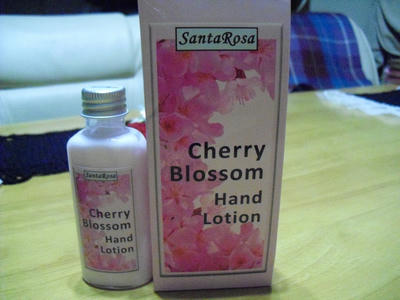 SantaRosa
Cherry
Blossom
Hand
Lotion
SantaRosa
Cherry
Blossom
Hand
Lotion